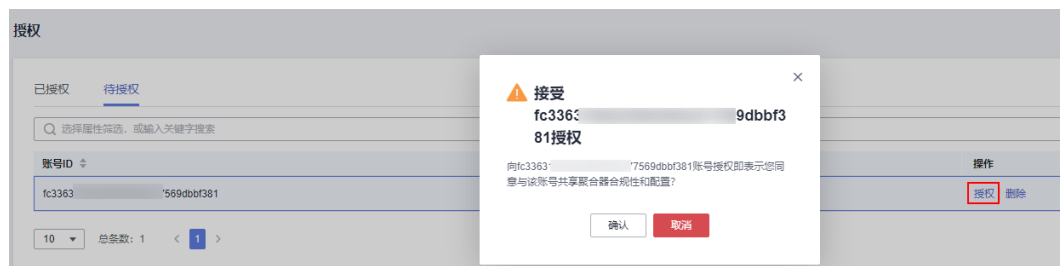 授权
已授权 待授权
选择属性筛选，或输入关键字搜索
账号ID 操作
fc3363 '569dbbf381 授权 删除
10 总条数：1 < 1 >
接受
fc3363 9dbbf3
81授权
向fc3363 '7569dbbf381账号授权即表示您同
意与该账号共享聚合器合规性和配置?
确认 取消